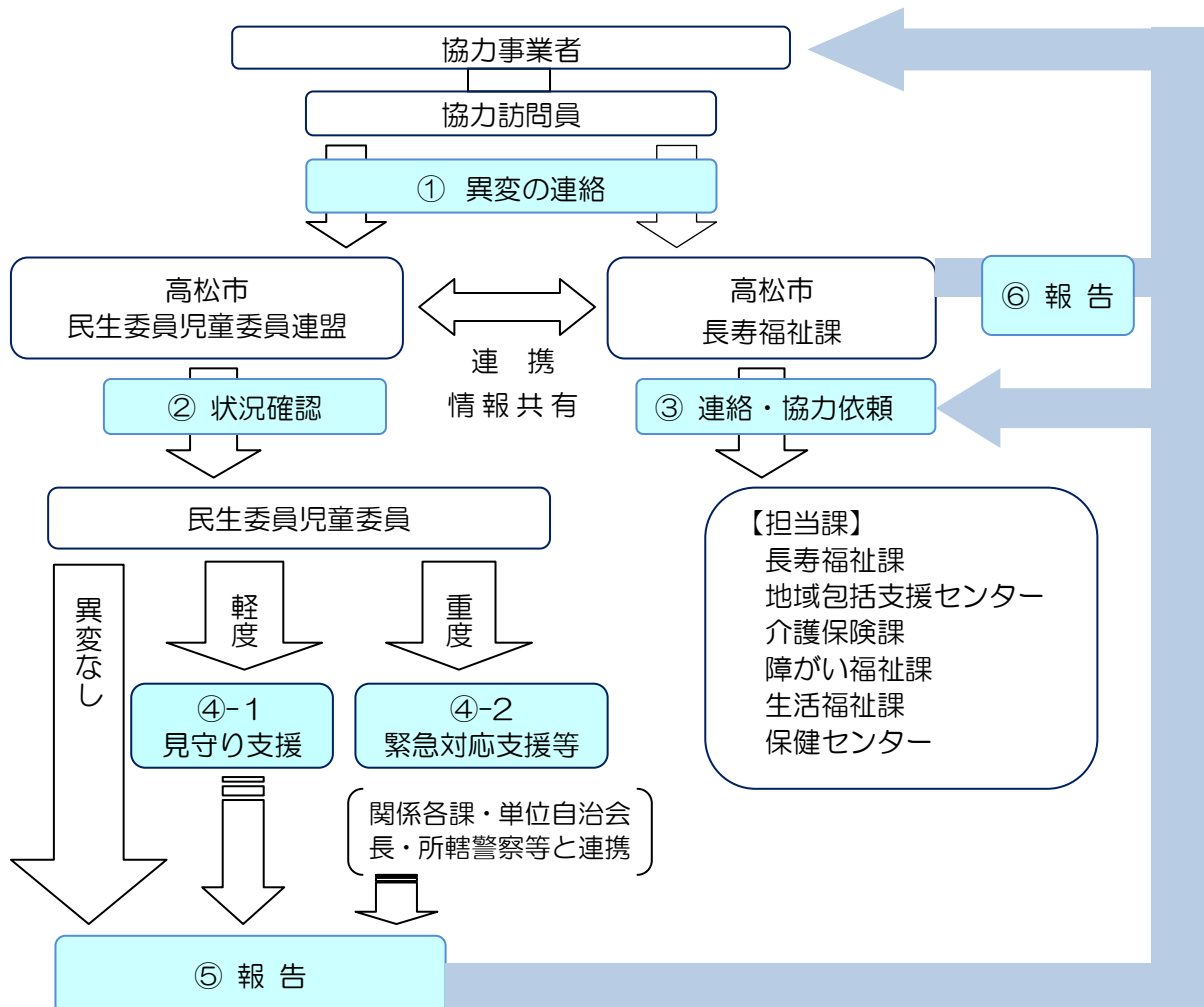 協力事業者
協力訪問員
① 異変の連絡
高松市
民生委員児童委員連盟
連 携
情報共有
高松市
長寿福祉課
⑥ 報 告
② 状況確認
③ 連絡・協力依頼
民生委員児童委員
【担当課】
長寿福祉課
地域包括支援センター
介護保険課
障がい福祉課
生活福祉課
保健センター
異変なし
軽度
重度
④-1
見守り支援
④-2
緊急対応支援等
関係各課・単位自治会
長・所轄警察等と連携
⑤ 報 告